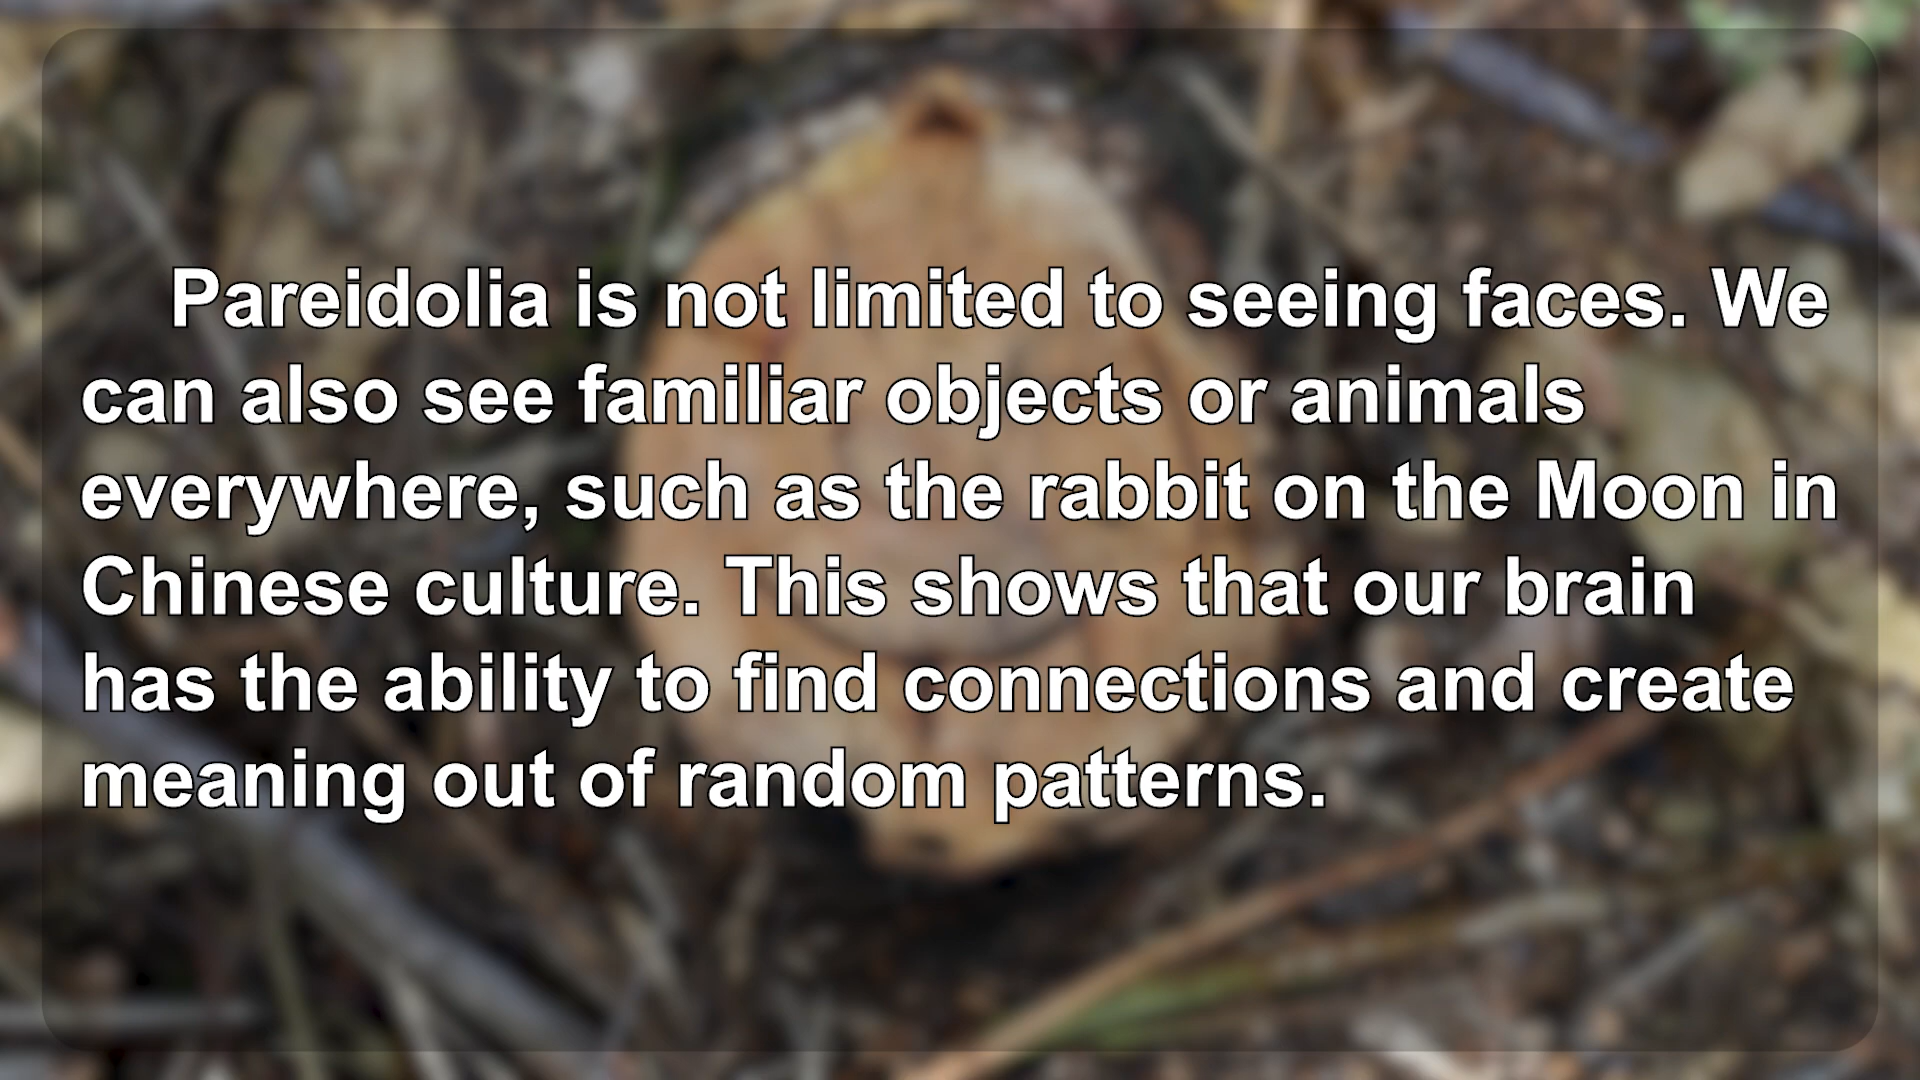 Pareidolia is not limited to seeing faces. We
can also see familiar objects or animals
everywhere, such as the rabbit on the Moon in
Chinese culture. This shows that our brain
has the ability to find connections and create
meaning out of random patterns.